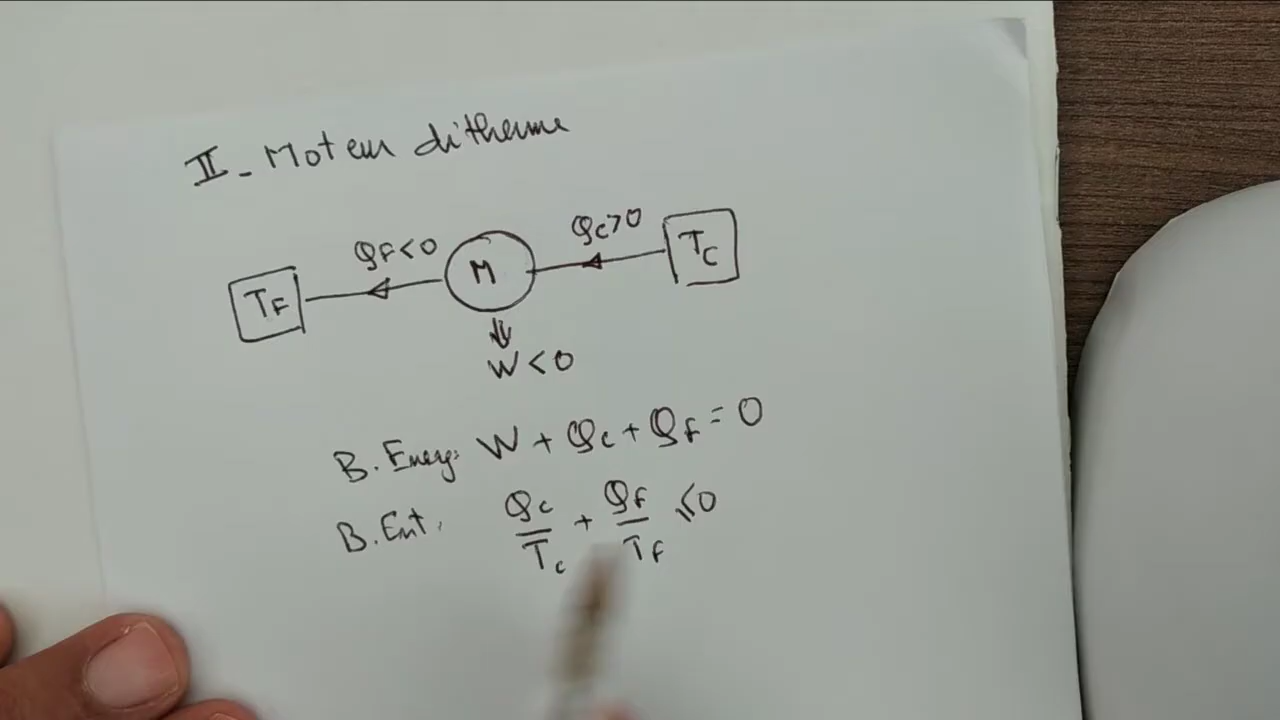 II - Moteur ditherme
QF < 0
Qc > 0
TF
M
Tc
W < 0
B. Energ. W + Qc + QF = 0
B. Ent. Qc/Tc + QF/TF ≤ 0